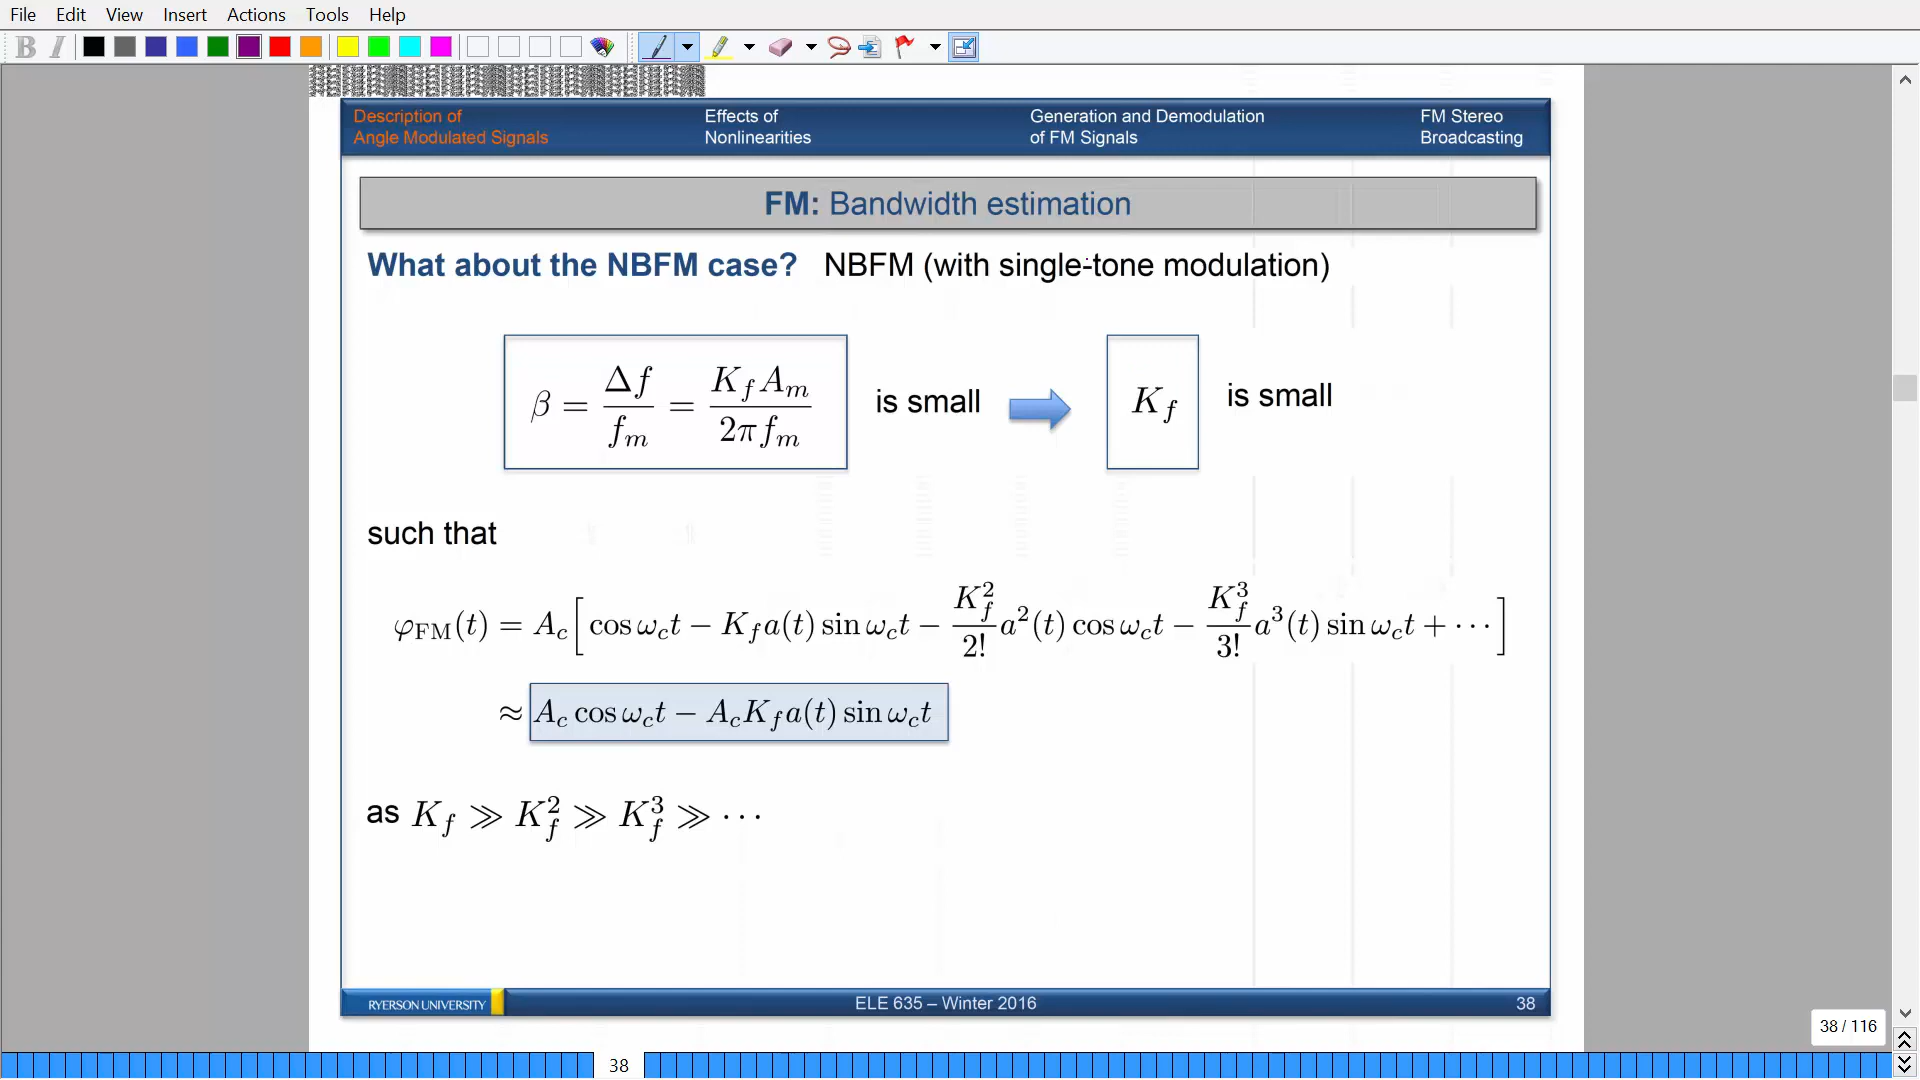 File Edit View Insert Actions Tools Help
B I
Description of Angle Modulated Signals
Effects of Nonlinearities
Generation and Demodulation of FM Signals
FM Stereo Broadcasting
FM: Bandwidth estimation
What about the NBFM case? NBFM (with single-tone modulation)
β = Δf / f_m = K_f A_m / 2π f_m is small K_f is small
such that
φ_FM(t) = A_c [ cos ω_c t − K_f a(t) sin ω_c t − K_f^2 / 2! a^2(t) cos ω_c t − K_f^3 / 3! a^3(t) sin ω_c t + ⋯ ]
≈ A_c cos ω_c t − A_c K_f a(t) sin ω_c t
as K_f ≫ K_f^2 ≫ K_f^3 ≫ ⋯
RYERSON UNIVERSITY ELE 635 – Winter 2016 38
38 / 116
38